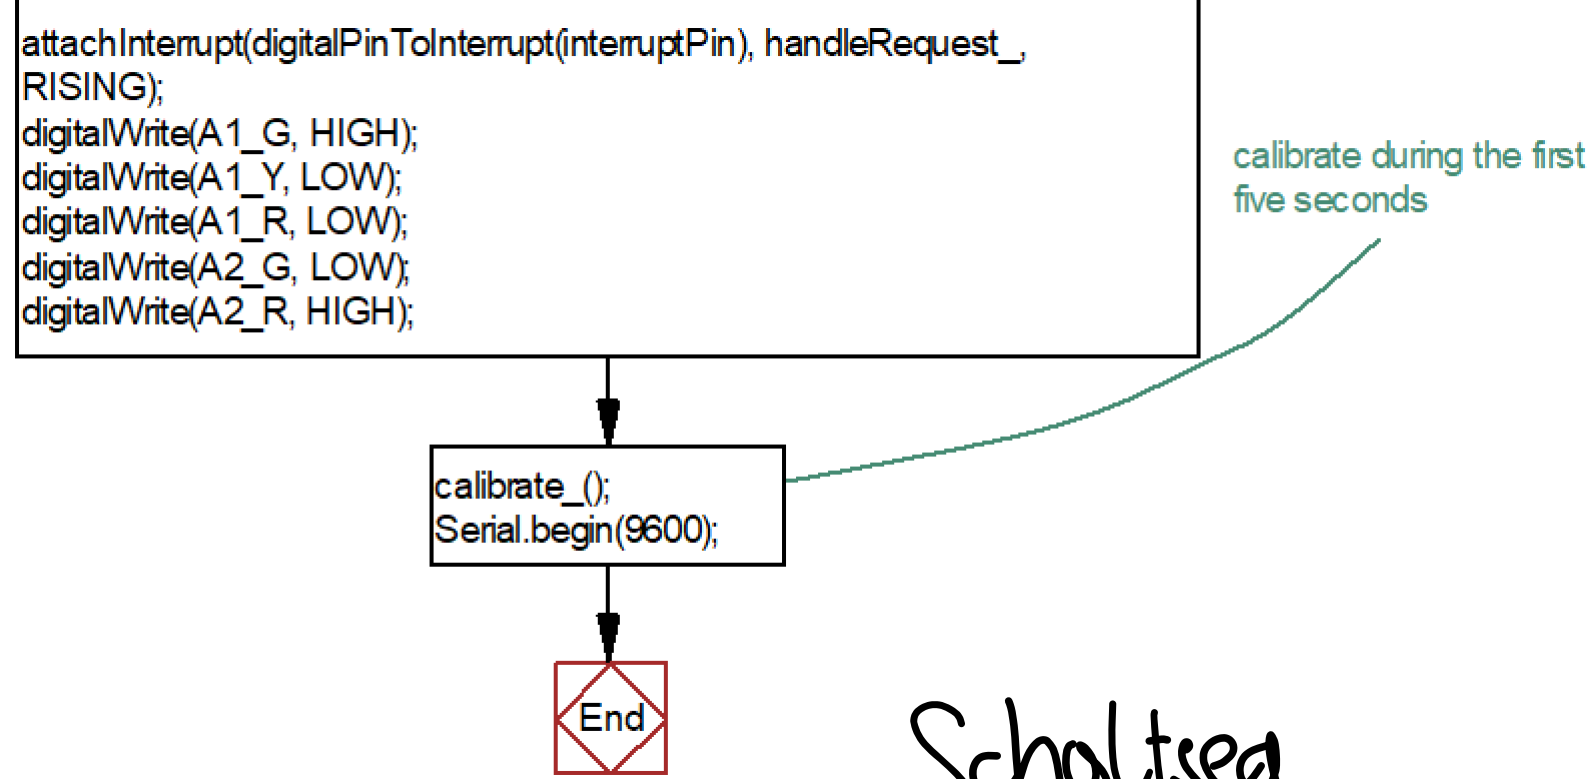 attachInterrupt(digitalPinToInterrupt(interruptPin), handleRequest_,
RISING);
digitalWrite(A1_G, HIGH);
digitalWrite(A1_Y, LOW);
digitalWrite(A1_R, LOW);
digitalWrite(A2_G, LOW);
digitalWrite(A2_R, HIGH);
calibrate during the first
five seconds
calibrate_();
Serial.begin(9600);
End